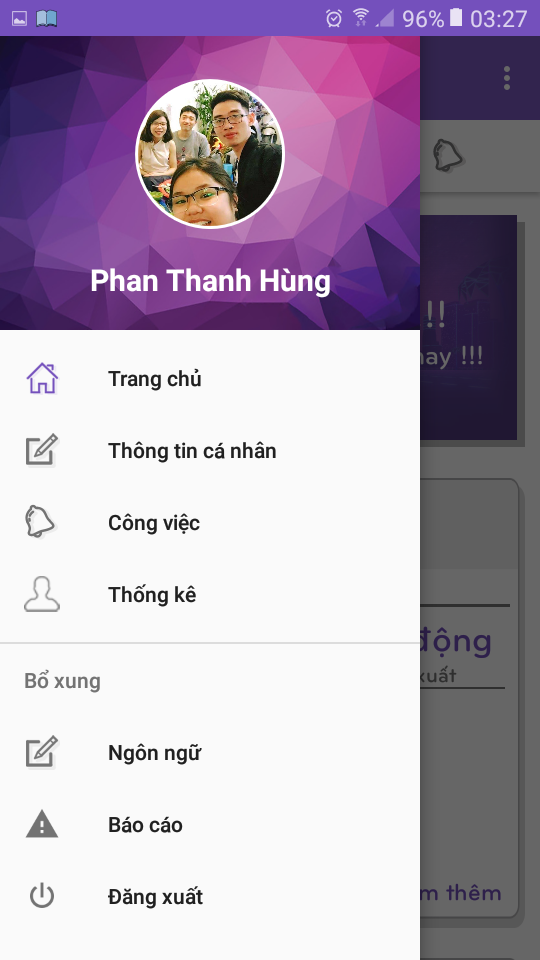 96% 03:27
Phan Thanh Hùng
!!
!!!
Trang chủ
Thông tin cá nhân
Công việc
Thống kê
động
xuất
Bổ xung
Ngôn ngữ
Báo cáo
thêm
Đăng xuất